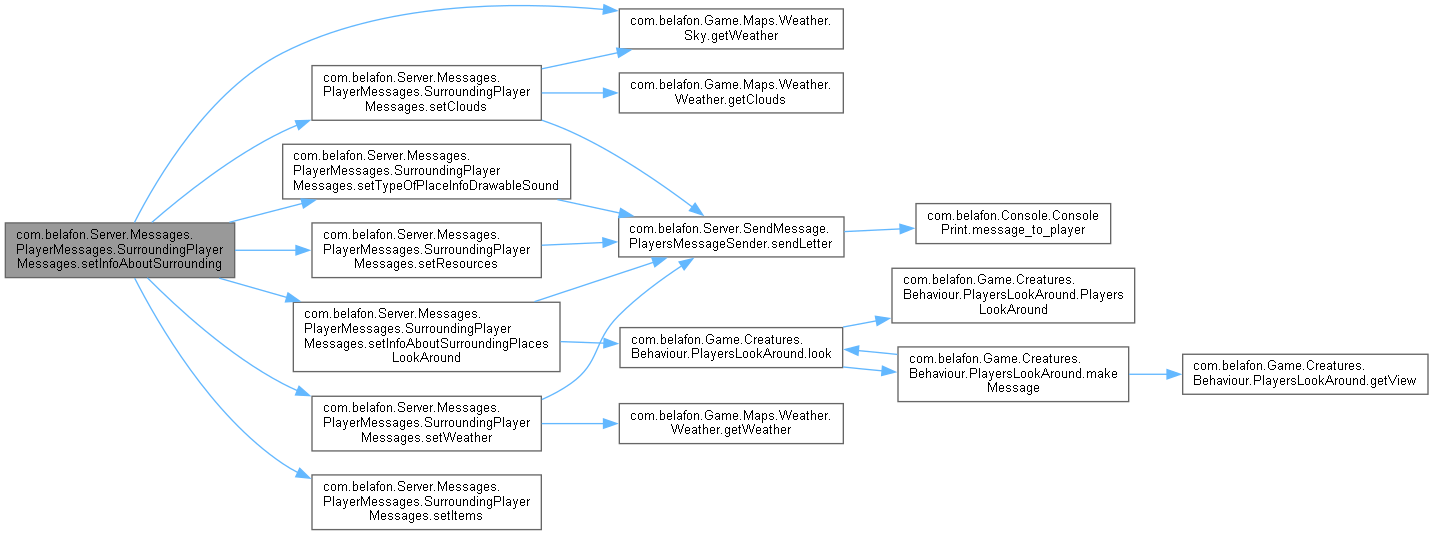 com.belafon.Game.Maps.Weather.
Sky.getWeather
com.belafon.Server.Messages.
PlayerMessages.SurroundingPlayer
Messages.setClouds
com.belafon.Game.Maps.Weather.
Weather.getClouds
com.belafon.Server.Messages.
PlayerMessages.SurroundingPlayer
Messages.setTypeOfPlaceInfoDrawableSound
com.belafon.Server.Messages.
PlayerMessages.SurroundingPlayer
Messages.setInfoAboutSurrounding
com.belafon.Server.Messages.
PlayerMessages.SurroundingPlayer
Messages.setResources
com.belafon.Server.SendMessage.
PlayersMessageSender.sendLetter
com.belafon.Console.Console
Print.message_to_player
com.belafon.Server.Messages.
PlayerMessages.SurroundingPlayer
Messages.setInfoAboutSurroundingPlaces
LookAround
com.belafon.Game.Creatures.
Behaviour.PlayersLookAround.look
com.belafon.Game.Creatures.
Behaviour.PlayersLookAround.Players
LookAround
com.belafon.Game.Creatures.
Behaviour.PlayersLookAround.make
Message
com.belafon.Game.Creatures.
Behaviour.PlayersLookAround.getView
com.belafon.Server.Messages.
PlayerMessages.SurroundingPlayer
Messages.setWeather
com.belafon.Game.Maps.Weather.
Weather.getWeather
com.belafon.Server.Messages.
PlayerMessages.SurroundingPlayer
Messages.setItems